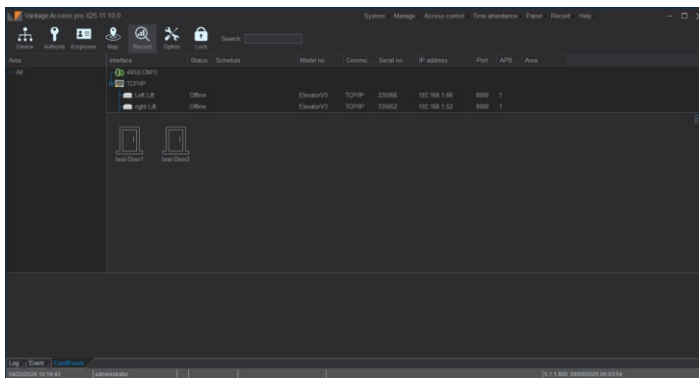 Vantage Access pro X25.11.10.0
System Manage Access control Time attendance Patrol Record Help
Device Authority Employee Map Record Option Lock Search
Area Interface Status Schedule Model no. Commu... Serial no. IP address Port APB... Area
All
485(COM1)
TCP/IP
Left Lift Offline ElevatorV3 TCP/IP 335066 192.168.1.66 8000 1
right Lift Offline ElevatorV3 TCP/IP 335052 192.168.1.52 8000 1
test-Door1 test-Door2
Log Event CardEvent
10:19:43 administrator